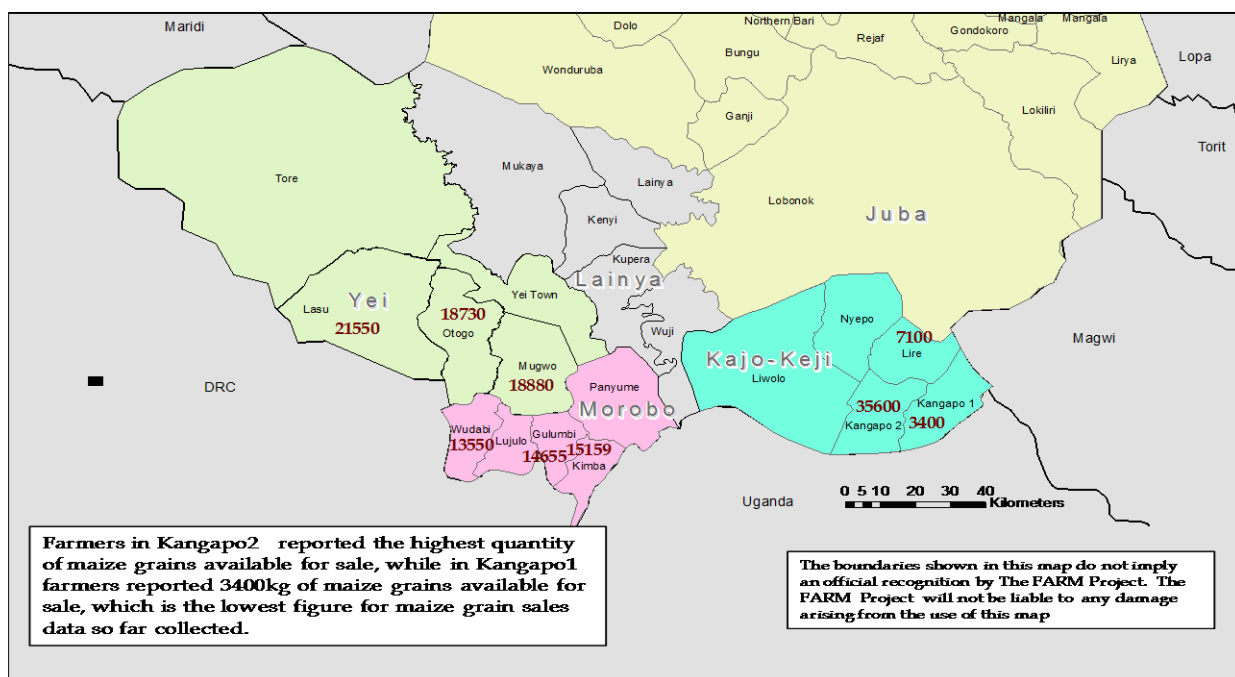 Maridi
Dolo
Northern Bari
Mangala
Mangala
Gondokoro
Rejaf
Bungu
Lopa
Lirya
Wonduruba
Ganji
Lokiliri
Torit
Mukaya
Tore
Lainya
Lobonok
Juba
Kenyi
Kupera
Lainya
Yei Town
Lasu
Yei
21550
18730
Otogo
Wuji
Nyepo
7100
Lire
Magwi
Kajo-Keji
Liwolo
Mugwo
18880
DRC
Panyume
Morobo
35600
Kangapo 2
Kangapo 1
3400
Wudabi
13550
Lujulo
Gulumbi
14655
15159
Kimba
Uganda
0 5 10 20 30 40
Kilometers
Farmers in Kangapo2 reported the highest quantity
of maize grains available for sale, while in Kangapo1
farmers reported 3400kg of maize grains available for
sale, which is the lowest figure for maize grain sales
data so far collected.
The boundaries shown in this map do not imply
an official recognition by The FARM Project. The
FARM Project will not be liable to any damage
arising from the use of this map